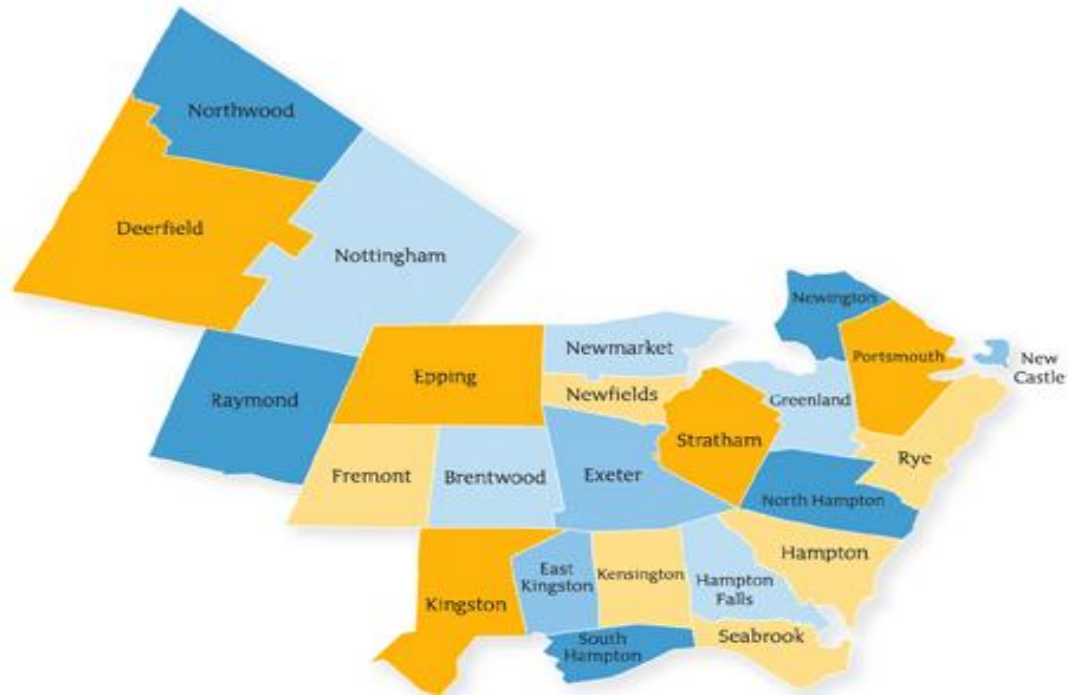 Northwood
Deerfield
Nottingham
Newington
Newmarket
Portsmouth
New
Castle
Epping
Newfields
Raymond
Greenland
Stratham
Rye
Fremont
Brentwood
Exeter
North Hampton
Hampton
East
Kingston
Kensington
Hampton
Falls
Kingston
Seabrook
South
Hampton